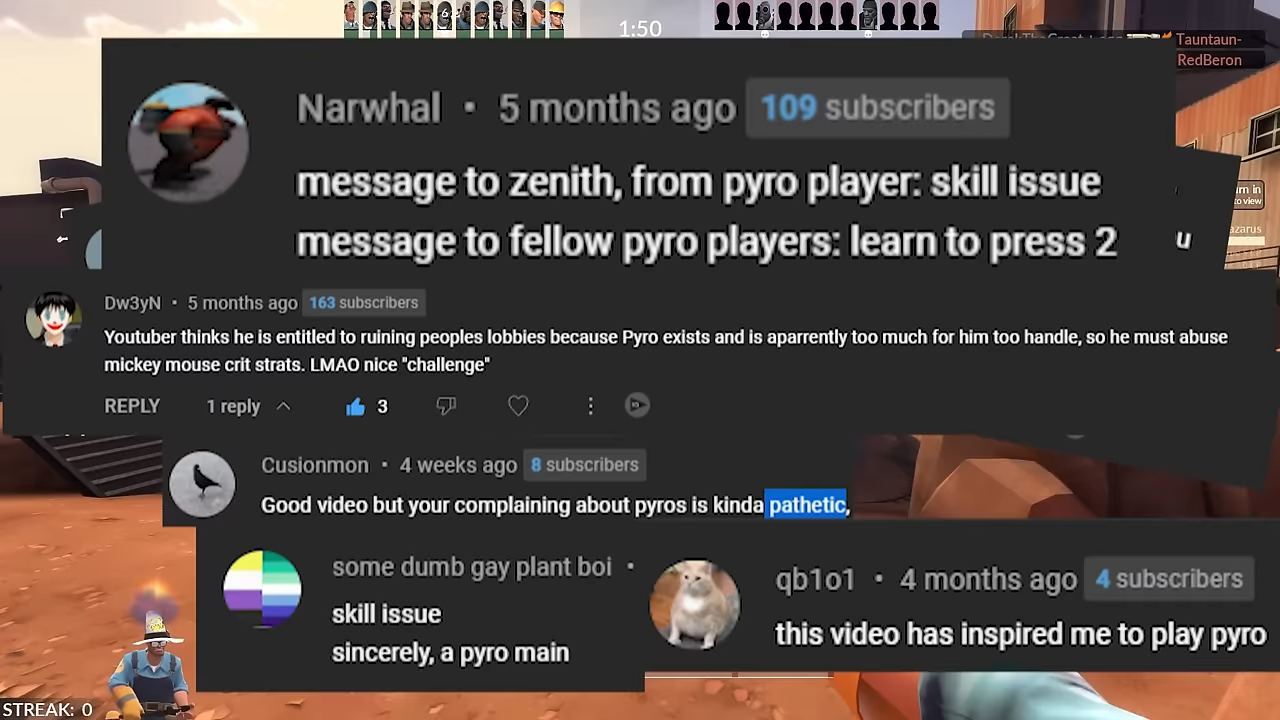 1:50
Tauntaun-
RedBeron
Narwhal • 5 months ago 109 subscribers
message to zenith, from pyro player: skill issue
message to fellow pyro players: learn to press 2
u
Dw3yN • 5 months ago 163 subscribers
Youtuber thinks he is entitled to ruining peoples lobbies because Pyro exists and is aparrently too much for him too handle, so he must abuse
mickey mouse crit strats. LMAO nice "challenge"
REPLY 1 reply 3
Cusionmon • 4 weeks ago 8 subscribers
Good video but your complaining about pyros is kinda pathetic,
some dumb gay plant boi •
skill issue
sincerely, a pyro main
qb1o1 • 4 months ago 4 subscribers
this video has inspired me to play pyro
STREAK: 0